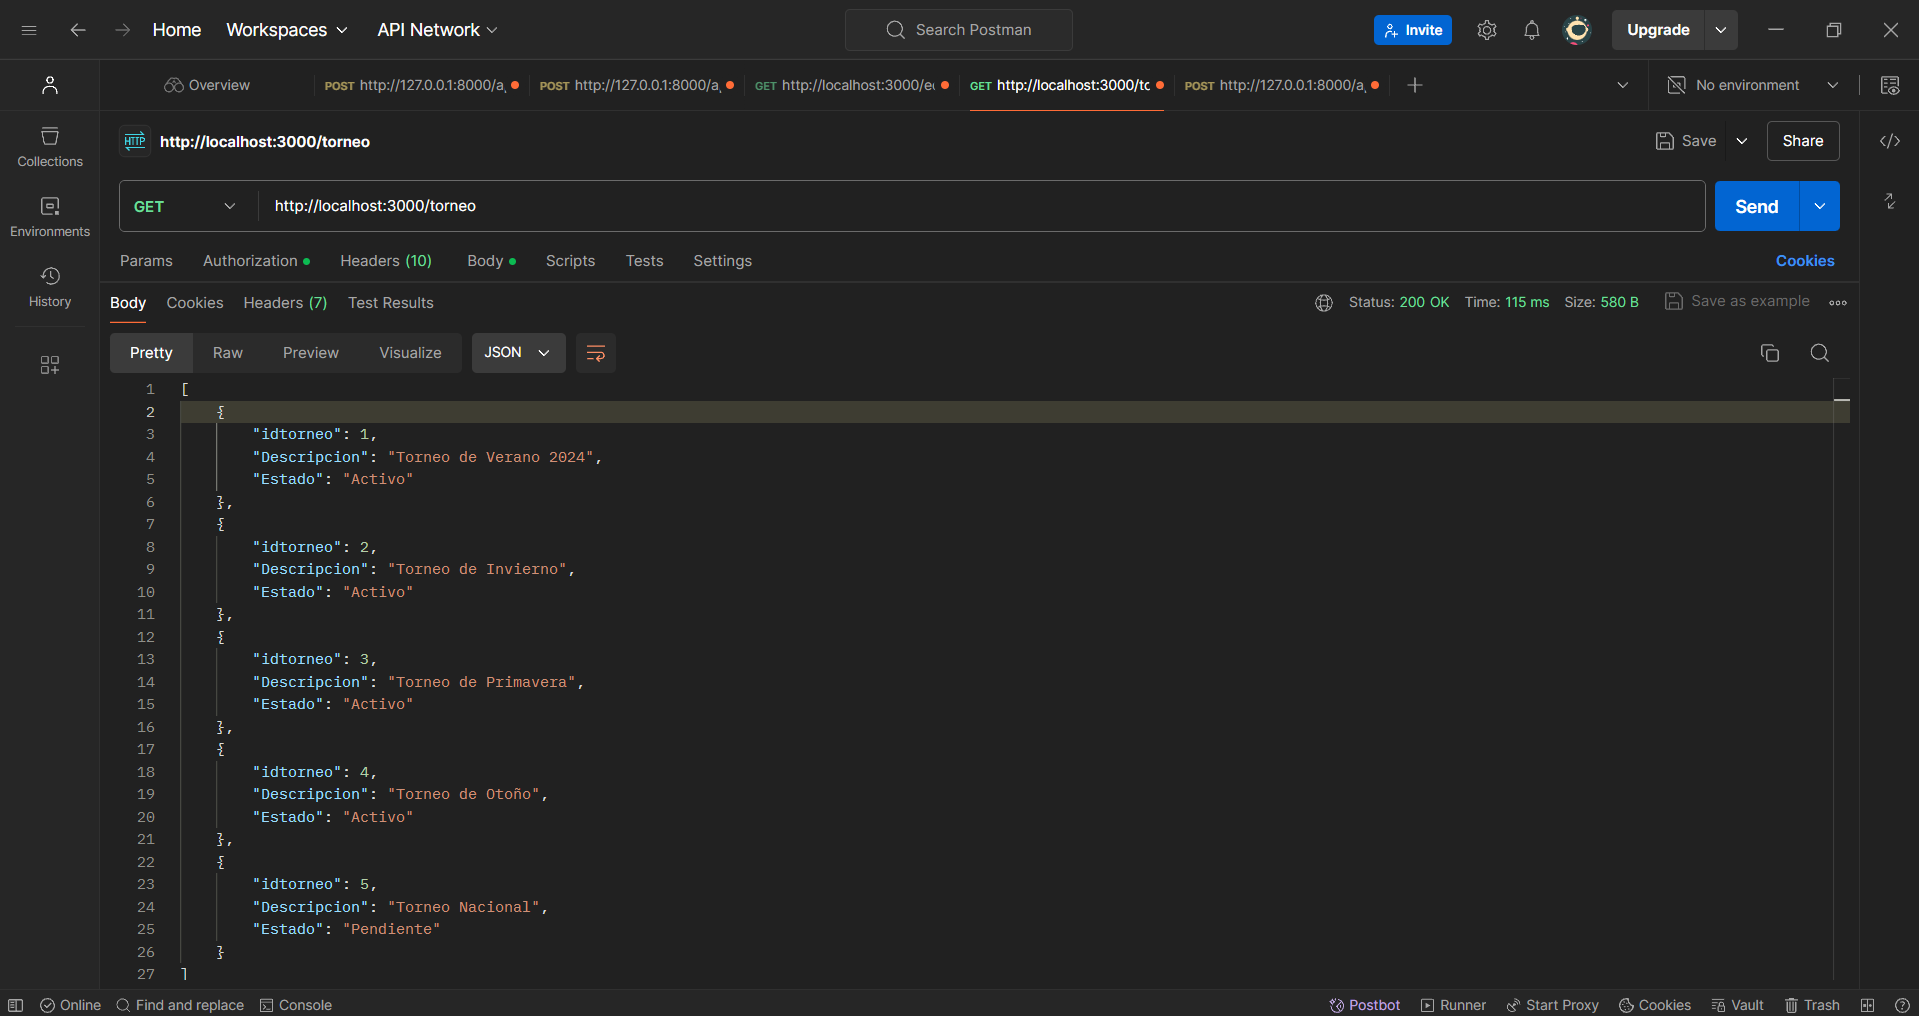 Home Workspaces API Network Search Postman Invite Upgrade
Overview POST http://127.0.0.1:8000/a, POST http://127.0.0.1:8000/a, GET http://localhost:3000/e GET http://localhost:3000/to POST http://127.0.0.1:8000/a, No environment
HTTP http://localhost:3000/torneo Save Share
Collections
GET http://localhost:3000/torneo Send
Environments
Params Authorization Headers (10) Body Scripts Tests Settings Cookies
History
Body Cookies Headers (7) Test Results Status: 200 OK Time: 115 ms Size: 580 B Save as example
Pretty Raw Preview Visualize JSON
1 [
2 {
3 "idtorneo": 1,
4 "Descripcion": "Torneo de Verano 2024",
5 "Estado": "Activo"
6 },
7 {
8 "idtorneo": 2,
9 "Descripcion": "Torneo de Invierno",
10 "Estado": "Activo"
11 },
12 {
13 "idtorneo": 3,
14 "Descripcion": "Torneo de Primavera",
15 "Estado": "Activo"
16 },
17 {
18 "idtorneo": 4,
19 "Descripcion": "Torneo de Otoño",
20 "Estado": "Activo"
21 },
22 {
23 "idtorneo": 5,
24 "Descripcion": "Torneo Nacional",
25 "Estado": "Pendiente"
26 }
27 ]
Online Find and replace Console Postbot Runner Start Proxy Cookies Vault Trash